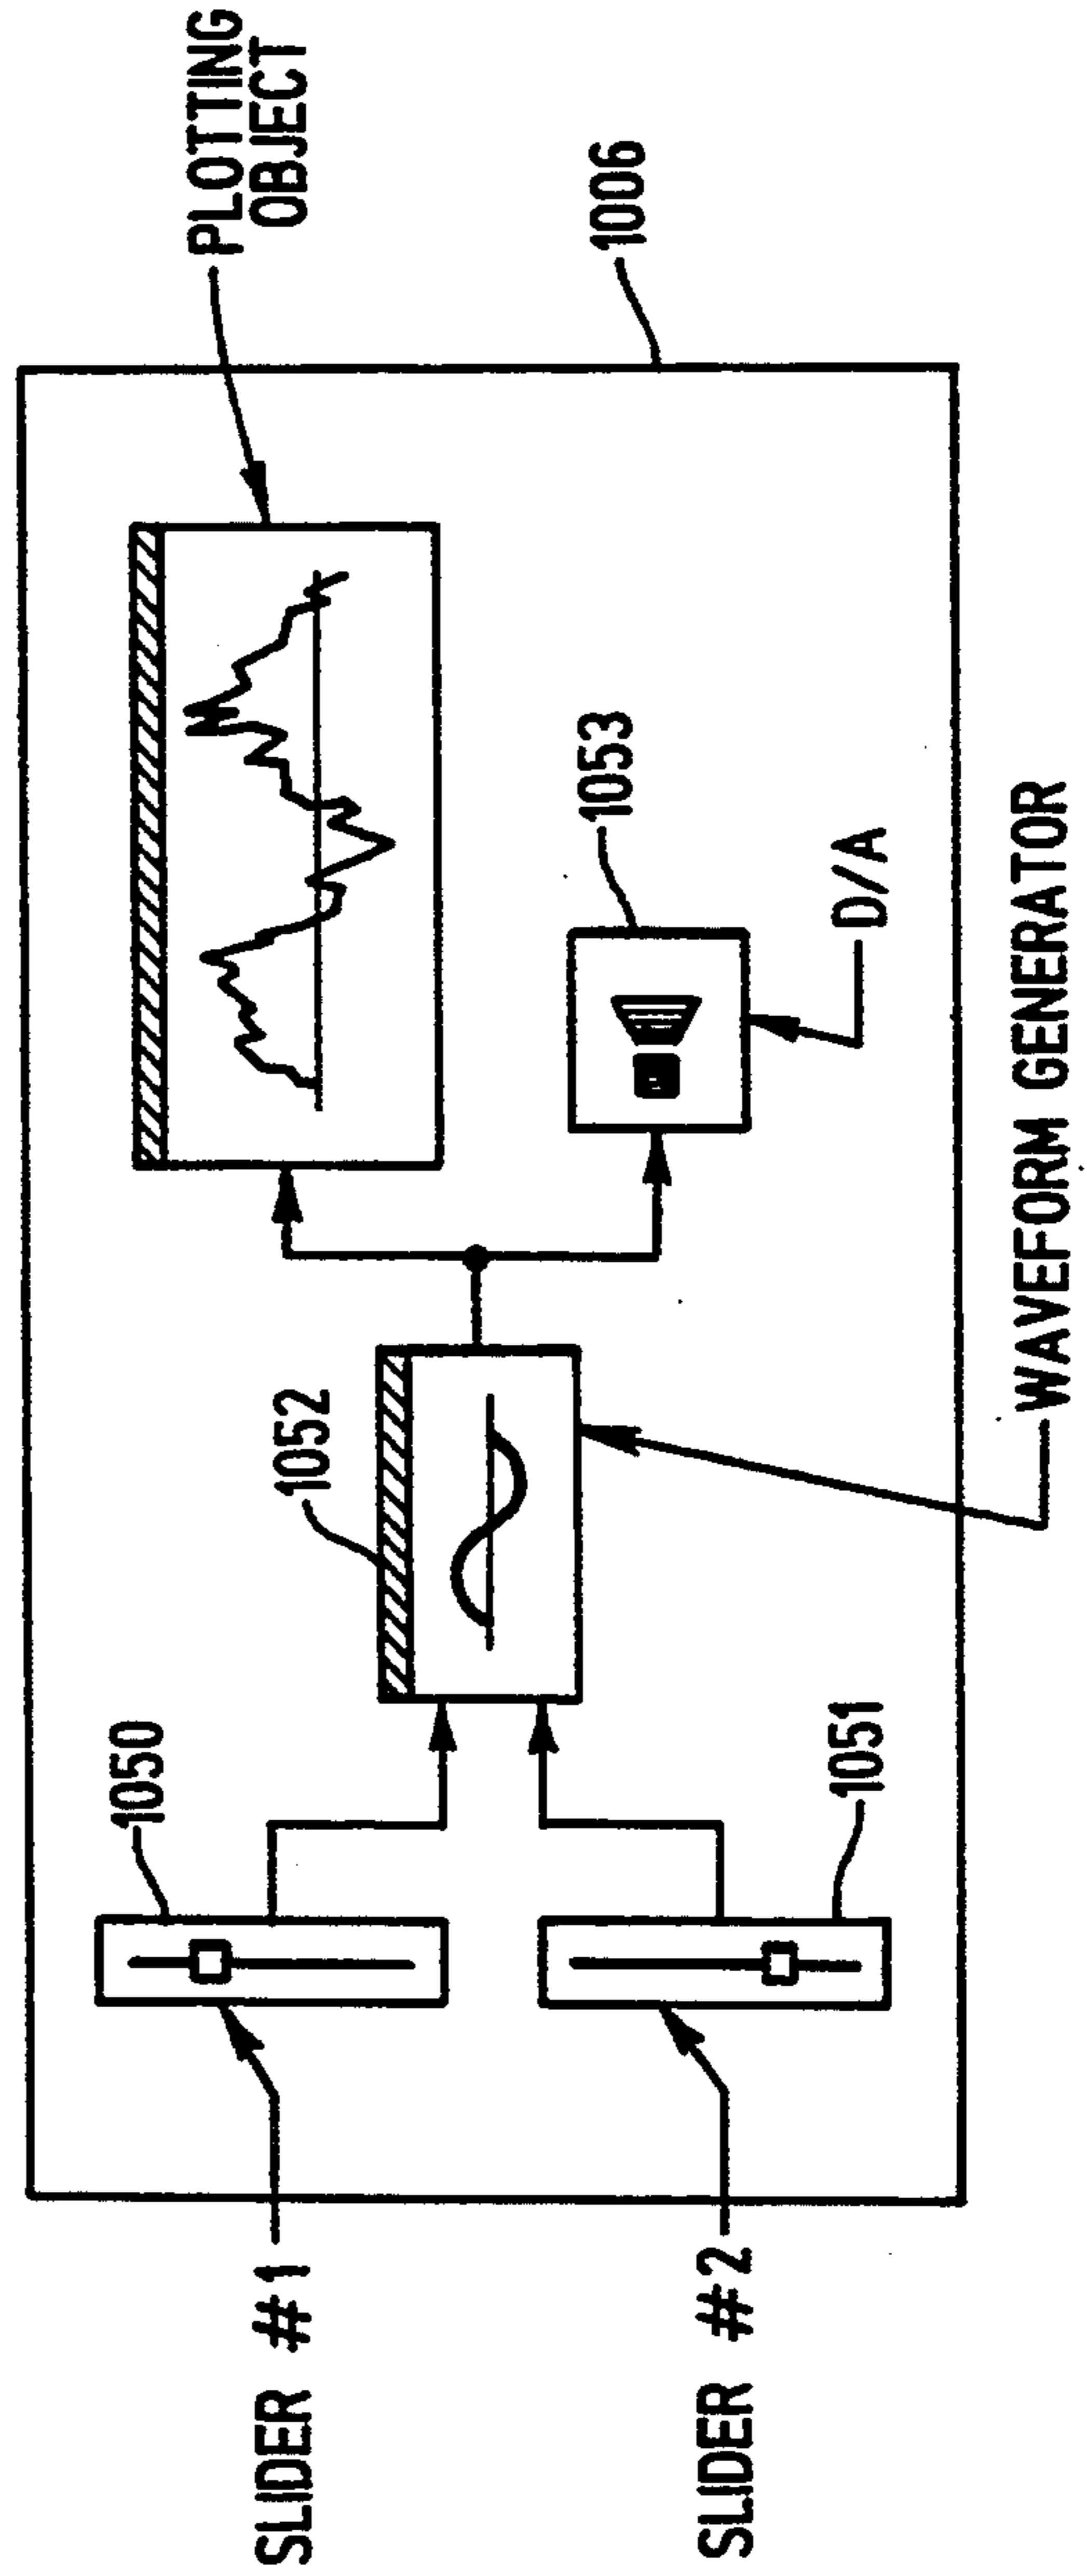 PLOTTING
OBJECT
1006
1053
D/A
1052
WAVEFORM GENERATOR
1050
1051
SLIDER #1
SLIDER #2